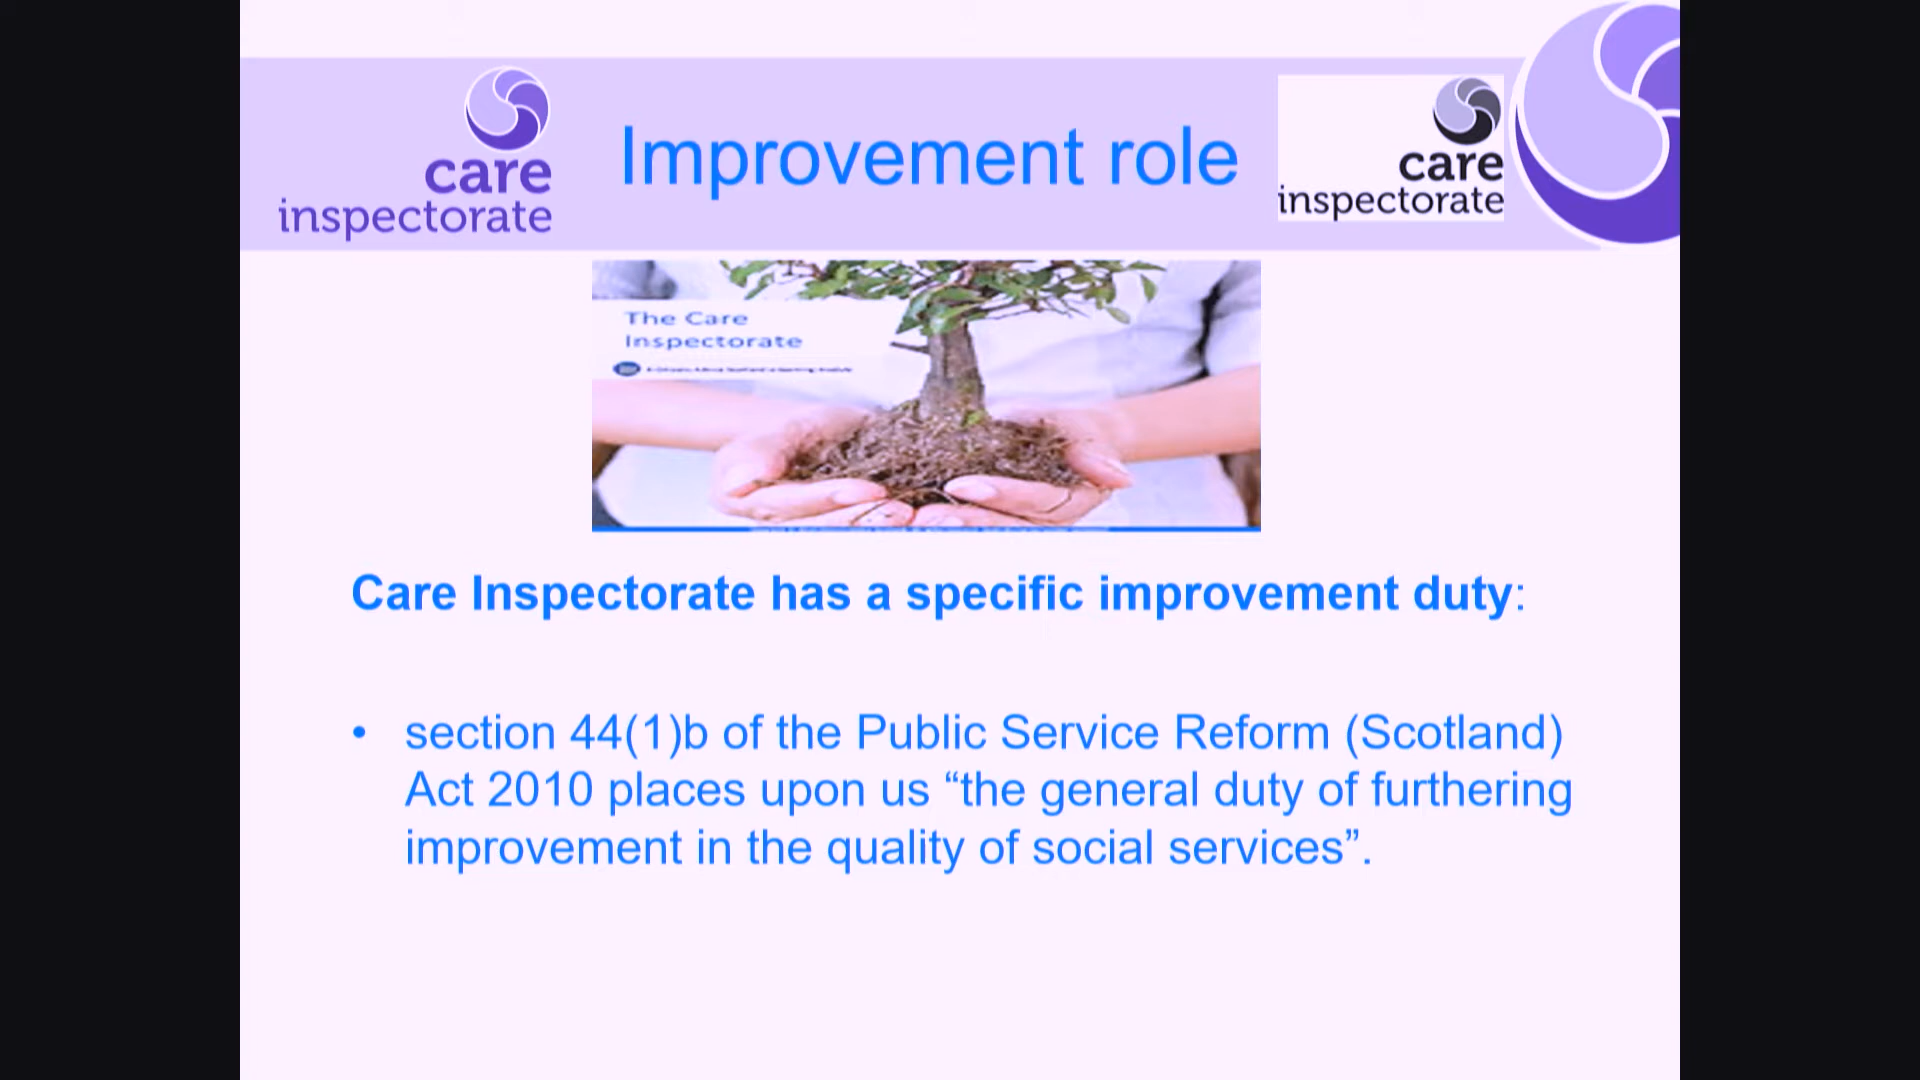 care
inspectorate
Improvement role
care
inspectorate
The Care
Inspectorate
Care Inspectorate has a specific improvement duty:
• section 44(1)b of the Public Service Reform (Scotland)
Act 2010 places upon us “the general duty of furthering
improvement in the quality of social services”.